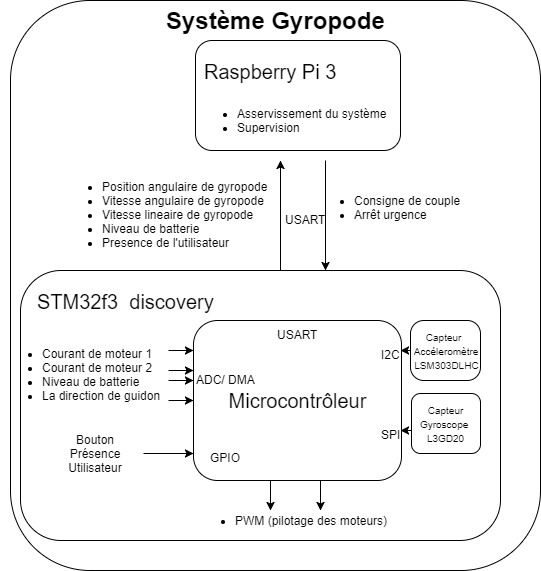 Système Gyropode
Raspberry Pi 3
• Asservissement du système
• Supervision
• Position angulaire de gyropode
• Vitesse angulaire de gyropode
• Vitesse lineaire de gyropode
• Niveau de batterie
• Presence de l'utilisateur
USART
• Consigne de couple
• Arrêt urgence
STM32f3 discovery
USART
• Courant de moteur 1
• Courant de moteur 2
• Niveau de batterie
• La direction de guidon
ADC/ DMA
Microcontrôleur
I2C
Capteur
Accéleromètre
LSM303DLHC
SPI
Capteur
Gyroscope
L3GD20
Bouton
Présence
Utilisateur
GPIO
• PWM (pilotage des moteurs)